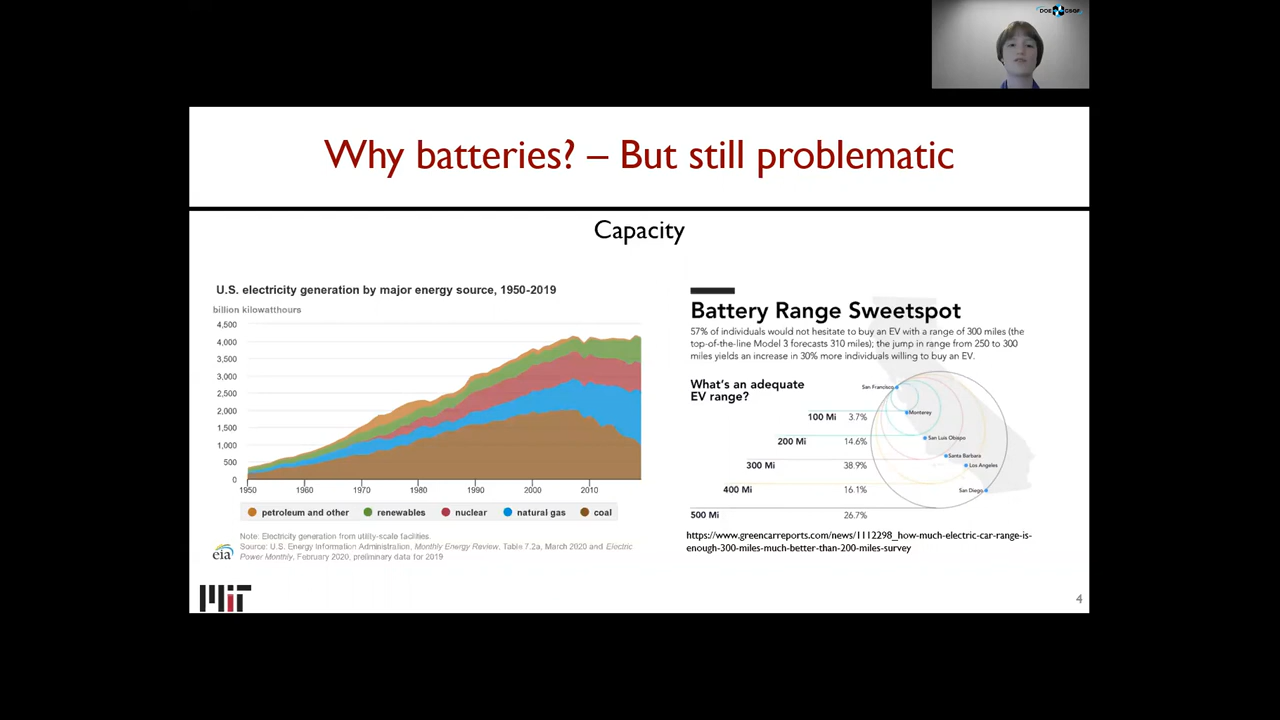 DOE CSGF
Why batteries? – But still problematic
Capacity
U.S. electricity generation by major energy source, 1950-2019
billion kilowatthours
4,500
4,000
3,500
3,000
2,500
2,000
1,500
1,000
500
0
1950 1960 1970 1980 1990 2000 2010
petroleum and other renewables nuclear natural gas coal
Note: Electricity generation from utility-scale facilities.
Source: U.S. Energy Information Administration, Monthly Energy Review, Table 7.2a, March 2020 and Electric
Power Monthly, February 2020, preliminary data for 2019
eia
Battery Range Sweetspot
57% of individuals would not hesitate to buy an EV with a range of 300 miles (the
top-of-the-line Model 3 forecasts 310 miles); the jump in range from 250 to 300
miles yields an increase in 30% more individuals willing to buy an EV.
What's an adequate
EV range?
100 Mi 3.7%
200 Mi 14.6%
300 Mi 38.9%
400 Mi 16.1%
500 Mi 26.7%
San Francisco
Monterey
San Luis Obispo
Santa Barbara
Los Angeles
San Diego
https://www.greencarreports.com/news/1112298_how-much-electric-car-range-is-
enough-300-miles-much-better-than-200-miles-survey
MIT
4